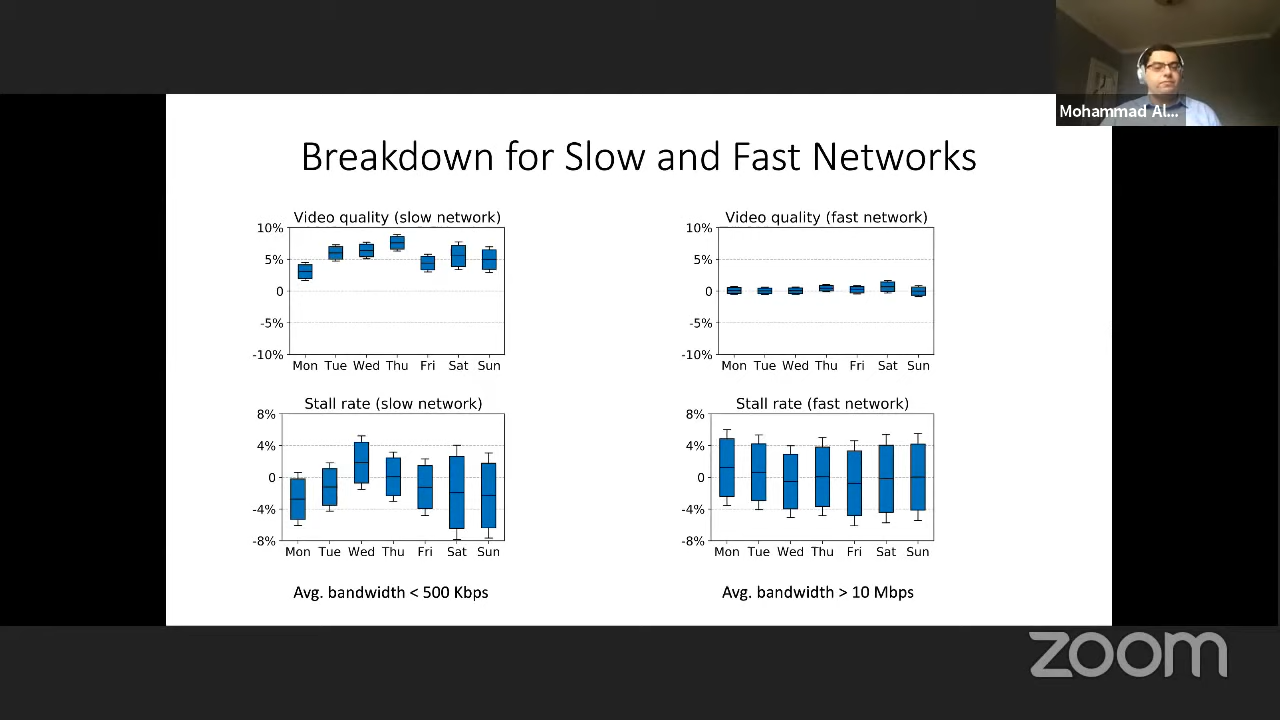 Mohammad Al...
Breakdown for Slow and Fast Networks
Video quality (slow network)
10%
5%
0
-5%
-10%
Mon Tue Wed Thu Fri Sat Sun
Video quality (fast network)
10%
5%
0
-5%
-10%
Mon Tue Wed Thu Fri Sat Sun
Stall rate (slow network)
8%
4%
0
-4%
-8%
Mon Tue Wed Thu Fri Sat Sun
Stall rate (fast network)
8%
4%
0
-4%
-8%
Mon Tue Wed Thu Fri Sat Sun
Avg. bandwidth < 500 Kbps
Avg. bandwidth > 10 Mbps
zoom